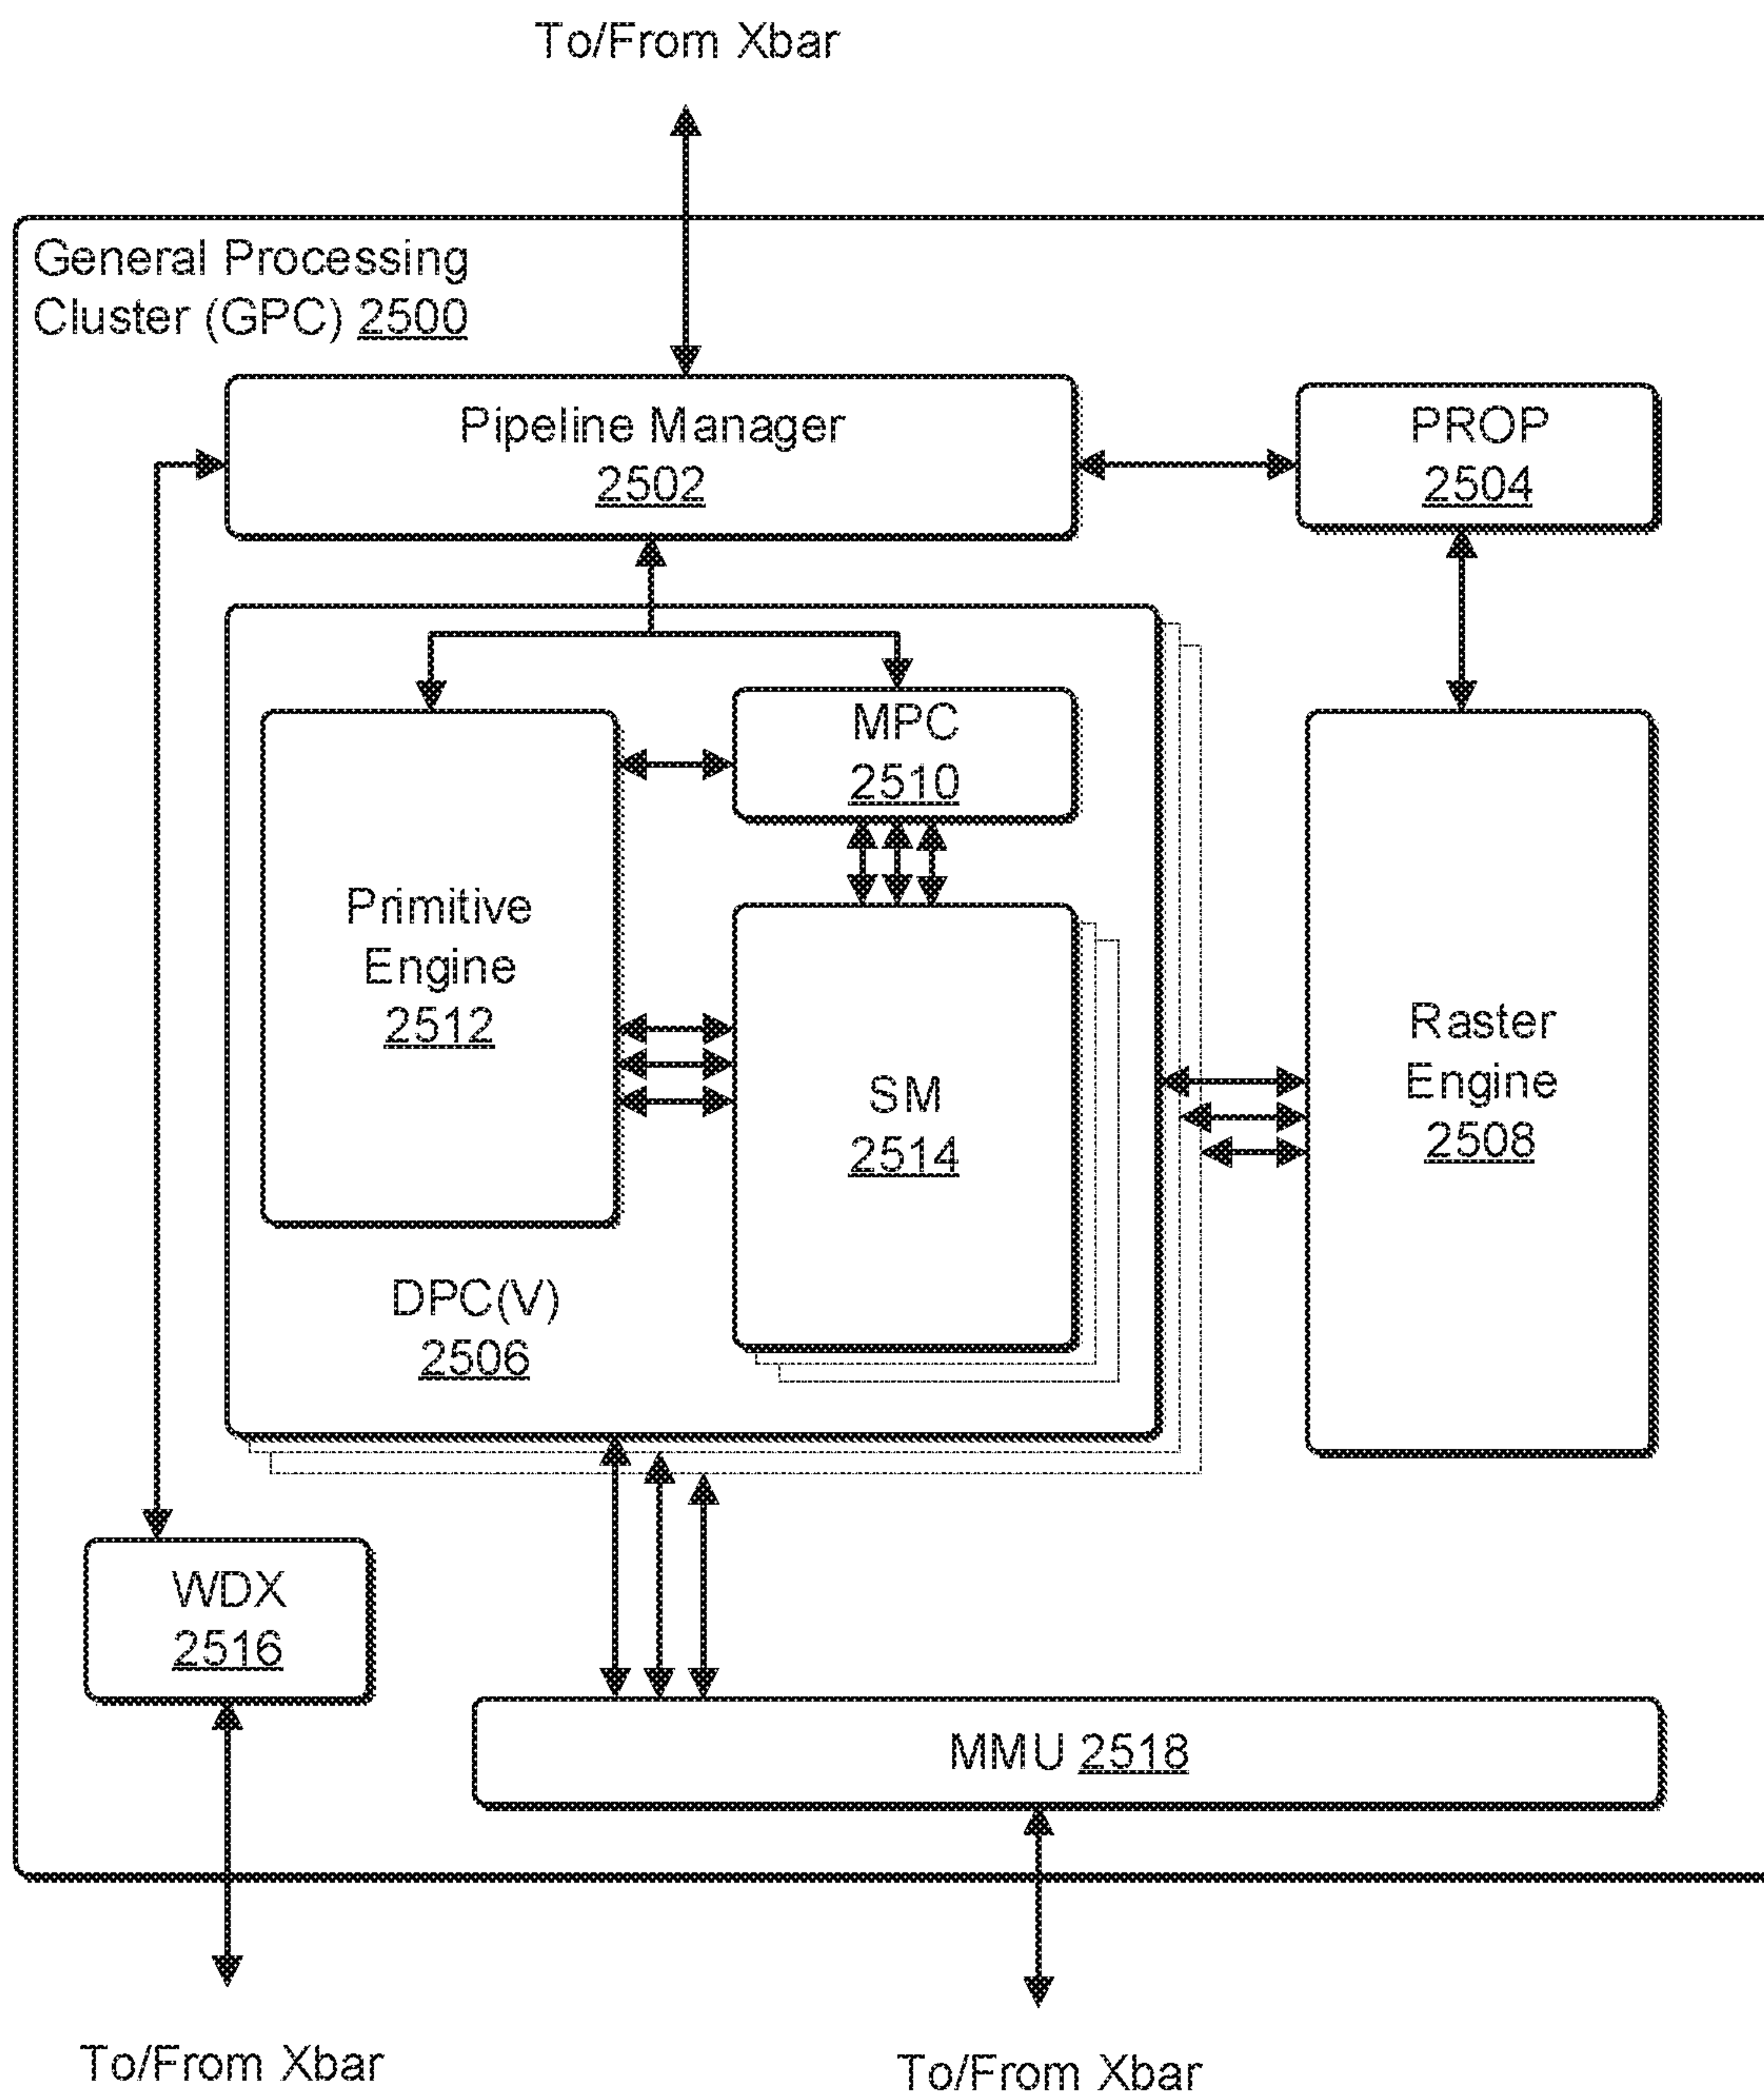 To/From Xbar
General Processing
Cluster (GPC) 2500
Pipeline Manager
2502
PROP
2504
MPC
2510
Primitive
Engine
2512
SM
2514
Raster
Engine
2508
DPC(V)
2506
WDX
2516
MMU 2518
To/From Xbar
To/From Xbar